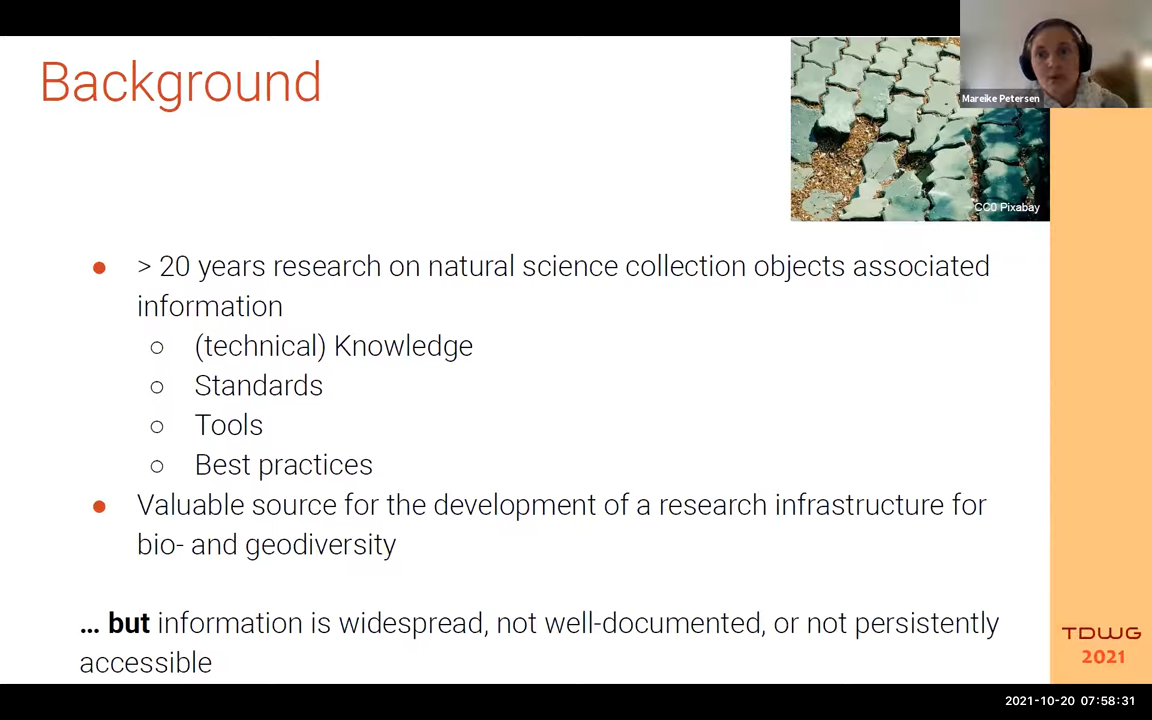 Background
Mareike Petersen
CC0 Pixabay
● > 20 years research on natural science collection objects associated
information
○ (technical) Knowledge
○ Standards
○ Tools
○ Best practices
● Valuable source for the development of a research infrastructure for
bio- and geodiversity
... but information is widespread, not well-documented, or not persistently
accessible
TDWG
2021
2021-10-20 07:58:31